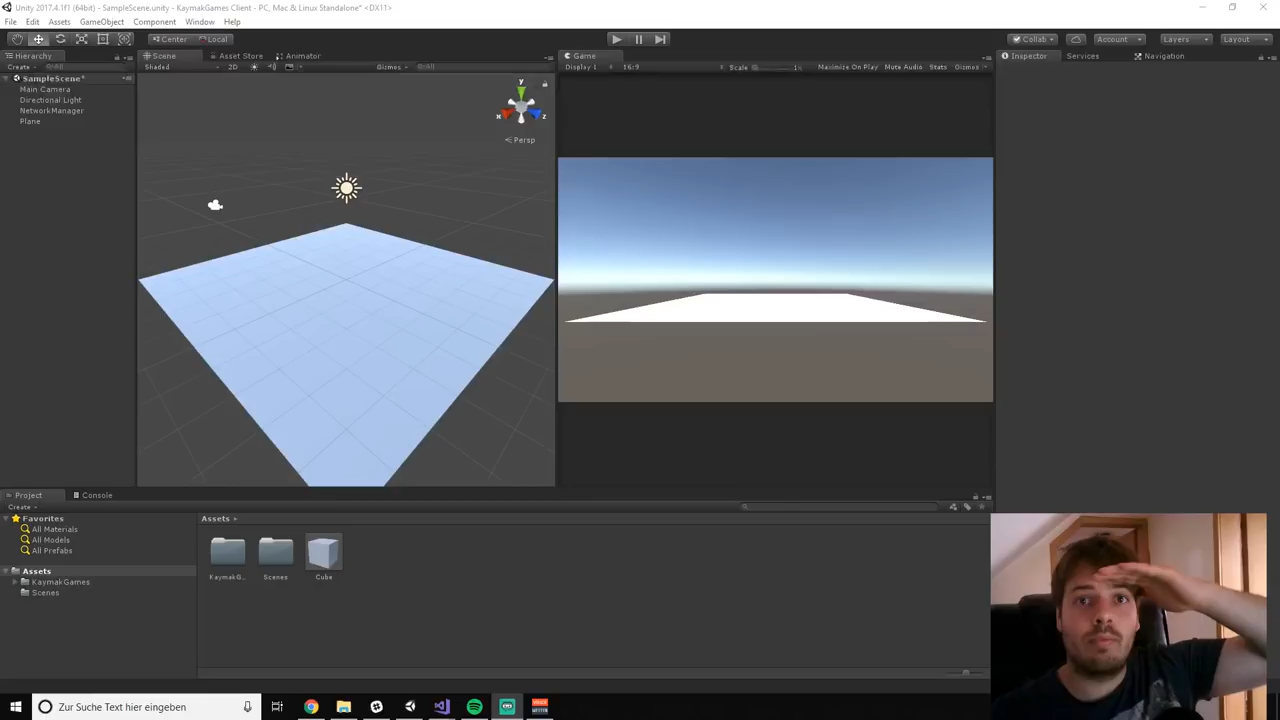 Unity 2017.4.1f1 (64bit) - SampleScene.unity - KaymakGames Client - PC, Mac & Linux Standalone* <DX11>
File Edit Assets GameObject Component Window Help
Center Local Collab Account Layers Layout
Hierarchy Scene Asset Store Animator Game Inspector Services Navigation
Create All Shaded 2D Gizmos All Display 1 16:9 Scale 1x Maximize On Play Mute Audio Stats Gizmos
SampleScene*
Main Camera
Directional Light
NetworkManager
Plane
y
x z
Persp
Project Console
Create
Favorites
All Materials
All Models
All Prefabs
Assets
KaymakGames
Scenes
Assets
KaymakG... Scenes Cube
Zur Suche Text hier eingeben